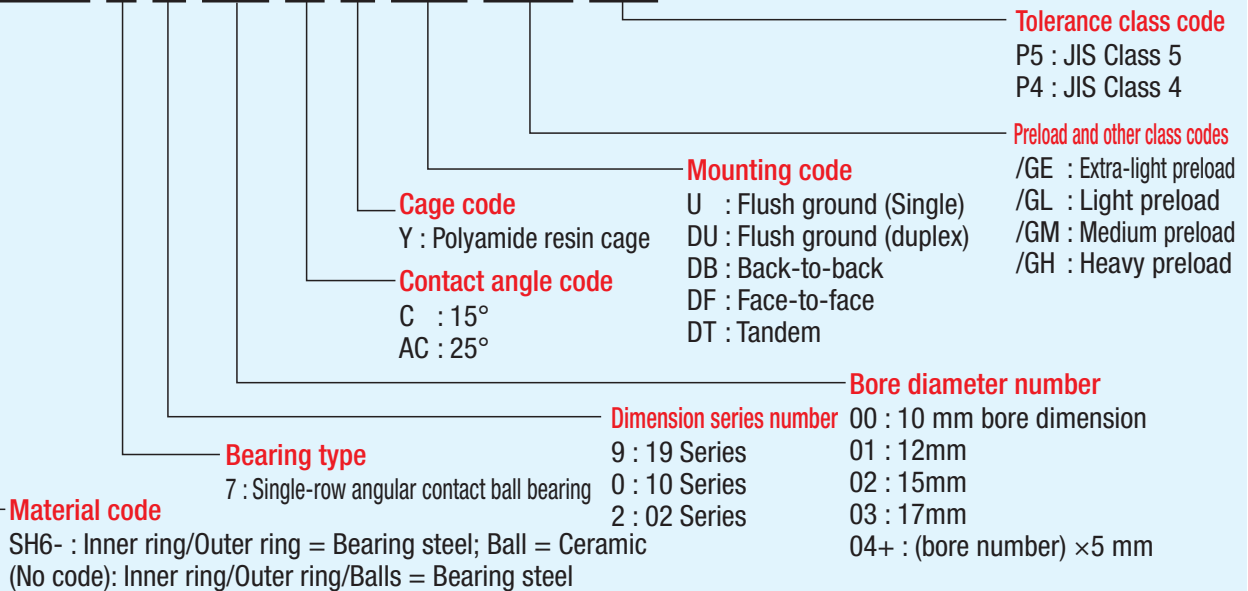 Tolerance class code
P5 : JIS Class 5
P4 : JIS Class 4
Preload and other class codes
/GE : Extra-light preload
/GL : Light preload
/GM : Medium preload
/GH : Heavy preload
Mounting code
U : Flush ground (Single)
DU : Flush ground (duplex)
DB : Back-to-back
DF : Face-to-face
DT : Tandem
Cage code
Y : Polyamide resin cage
Contact angle code
C : 15°
AC : 25°
Bore diameter number
00 : 10 mm bore dimension
01 : 12mm
02 : 15mm
03 : 17mm
04+ : (bore number) ×5 mm
Dimension series number
9 : 19 Series
0 : 10 Series
2 : 02 Series
Bearing type
7 : Single-row angular contact ball bearing
Material code
SH6- : Inner ring/Outer ring = Bearing steel; Ball = Ceramic
(No code): Inner ring/Outer ring/Balls = Bearing steel